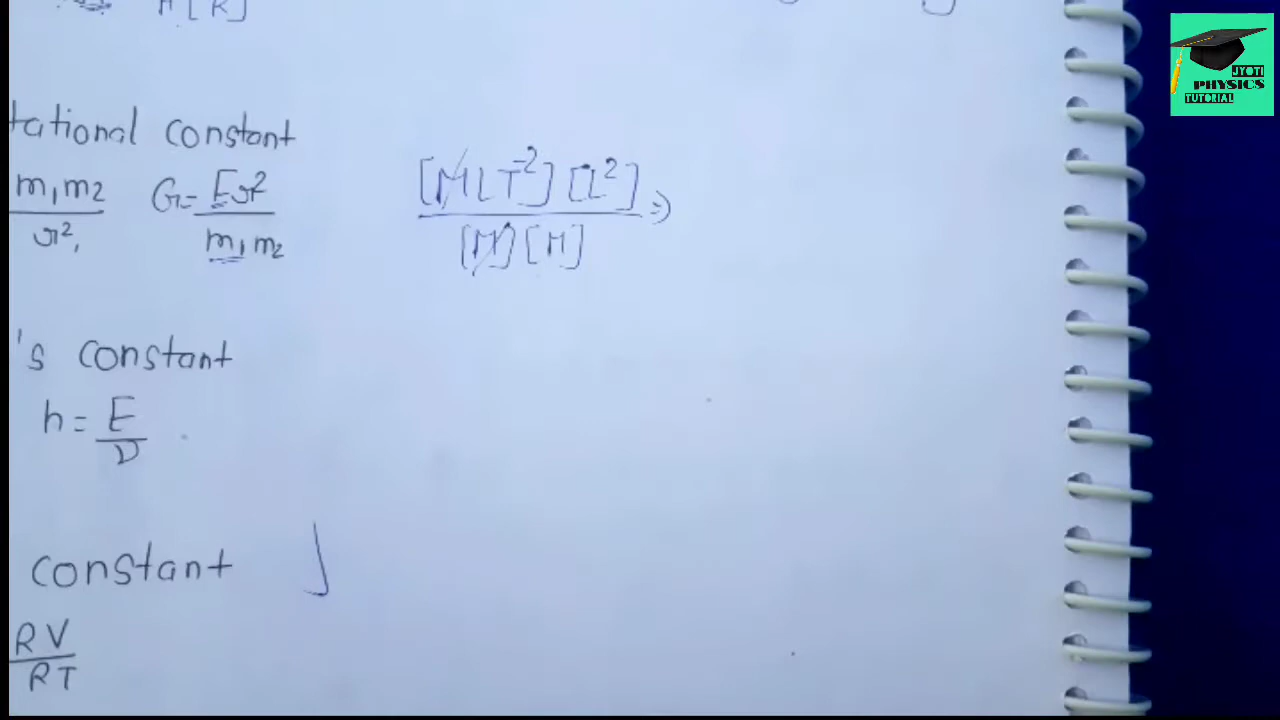 M [K]
tational constant
m₁m₂ / r² G = Fr² / m₁m₂ [MLT⁻²] [L²] / [M] [M] ⇒
's constant
h = E / ν
constant
RV / RT
JYOTI
PHYSICS
TUTORIAL